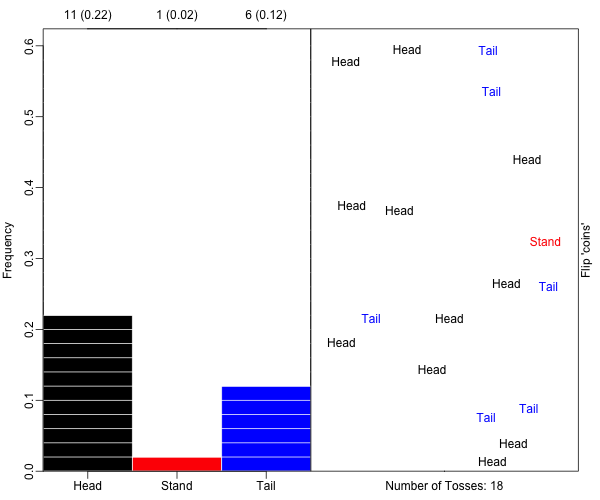 11 (0.22) 1 (0.02) 6 (0.12)
Frequency
0.6
0.5
0.4
0.3
0.2
0.1
0.0
Head Stand Tail
Head Tail
Head
Tail
Head
Head
Head
Stand
Head
Tail
Tail Head
Head
Head
Tail
Tail
Head
Head
Number of Tosses: 18
Flip 'coins'